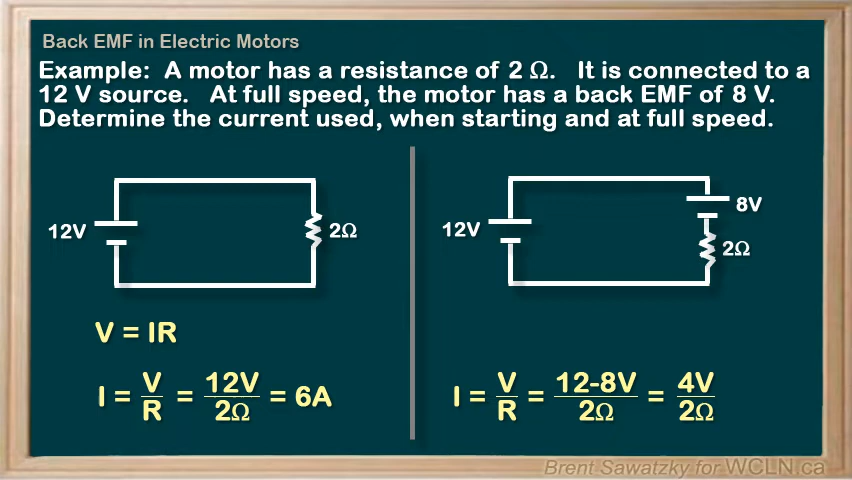 Back EMF in Electric Motors
Example: A motor has a resistance of 2 Ω. It is connected to a
12 V source. At full speed, the motor has a back EMF of 8 V.
Determine the current used, when starting and at full speed.
12V
2Ω
V = IR
I = V/R = 12V/2Ω = 6A
12V
8V
2Ω
I = V/R = 12-8V/2Ω = 4V/2Ω
Brent Sawatzky for WCLN.ca